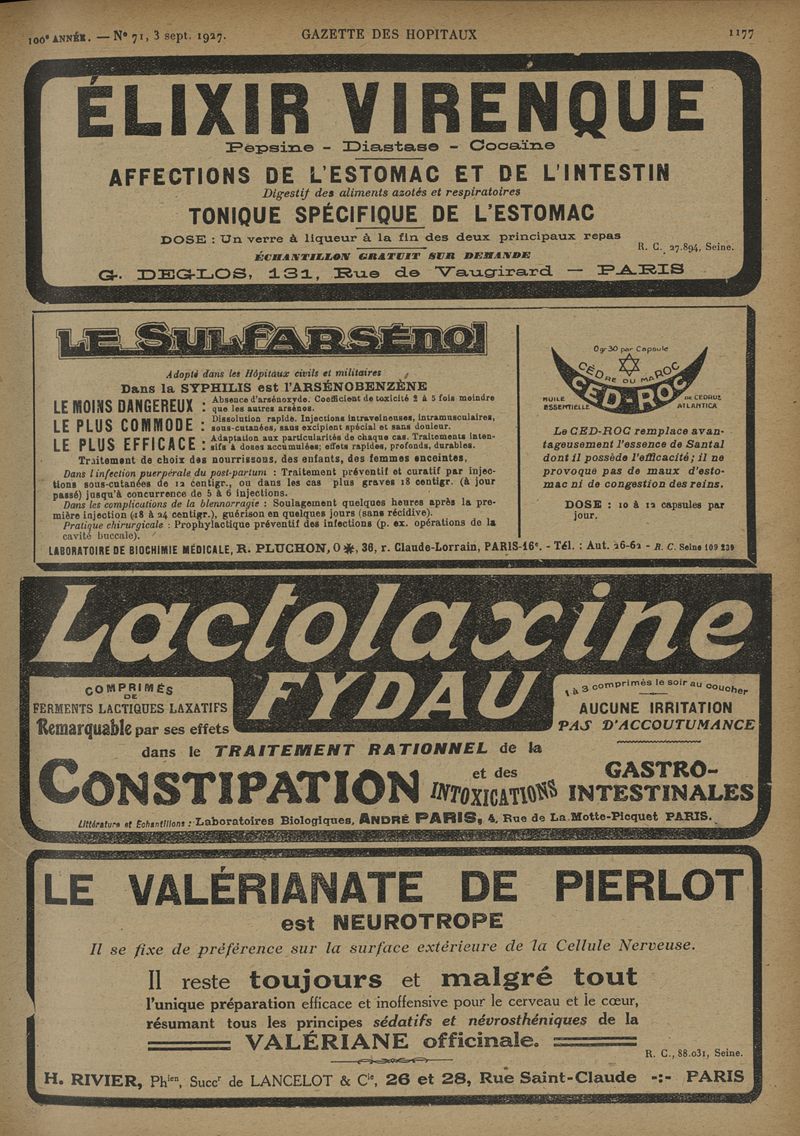 100e ANNÉE. — No 71, 3 sept. 1927.
GAZETTE DES HOPITAUX
1177
ÉLIXIR VIRENQUE
Pepsine - Diastase - Cocaïne
AFFECTIONS DE L'ESTOMAC ET DE L'INTESTIN
Digestif des aliments azotés et respiratoires
TONIQUE SPÉCIFIQUE DE L'ESTOMAC
DOSE : Un verre à liqueur à la fin des deux principaux repas
R. C. 27.894, Seine.
ÉCHANTILLON GRATUIT SUR DEMANDE
G. DEGLOS, 131, Rue de Vaugirard — PARIS
LE SULFARSÉNOL
Adopté dans les Hôpitaux civils et militaires
Dans la SYPHILIS est l'ARSÉNOBENZÈNE
LE MOINS DANGEREUX : Absence d'arsénoxyde. Coefficient de toxicité 2 à 5 fois moindre
que les autres arsénos.
LE PLUS COMMODE : Dissolution rapide. Injections intraveineuses, intramusculaires,
sous-cutanées, sans excipient spécial et sans douleur.
LE PLUS EFFICACE : Adaptation aux particularités de chaque cas. Traitements inten-
sifs à doses accumulées; effets rapides, profonds, durables.
Traitement de choix des nourrissons, des enfants, des femmes enceintes.
Dans l'infection puerpérale du post-partum : Traitement préventif et curatif par injec-
tions sous-cutanées de 12 centigr., ou dans les cas plus graves 18 centigr. (à jour
passé) jusqu'à concurrence de 5 à 6 injections.
Dans les complications de la blennorragie : Soulagement quelques heures après la pre-
mière injection (18 à 24 centigr.), guérison en quelques jours (sans récidive).
Pratique chirurgicale : Prophylactique préventif des infections (p. ex. opérations de la
cavité buccale).
0gr30 par Capsule
CÈDRE DU MAROC
CED-ROC
HUILE ESSENTIELLE
DE CEDRUS ATLANTICA
Le CED-ROC remplace avan-
tageusement l'essence de Santal
dont il possède l'efficacité; il ne
provoque pas de maux d'esto-
mac ni de congestion des reins.
DOSE : 10 à 12 capsules par
jour.
LABORATOIRE DE BIOCHIMIE MÉDICALE, R. PLUCHON, O ✻, 36, r. Claude-Lorrain, PARIS-16e. - Tél. : Aut. 26-62 - R. C. Seine 109 239
Lactolaxine
FYDAU
COMPRIMÉS
DE
FERMENTS LACTIQUES LAXATIFS
Remarquable par ses effets
1 à 3 comprimés le soir au coucher
AUCUNE IRRITATION
PAS D'ACCOUTUMANCE
dans le TRAITEMENT RATIONNEL de la
CONSTIPATION et des INTOXICATIONS GASTRO-
INTESTINALES
Littérature et Echantillons : Laboratoires Biologiques, ANDRÉ PARIS, 4, Rue de La Motte-Picquet PARIS.
LE VALÉRIANATE DE PIERLOT
est NEUROTROPE
Il se fixe de préférence sur la surface extérieure de la Cellule Nerveuse.
Il reste toujours et malgré tout
l'unique préparation efficace et inoffensive pour le cerveau et le cœur,
résumant tous les principes sédatifs et névrosthéniques de la
VALÉRIANE officinale.
R. C., 88.031, Seine.
H. RIVIER, Phien, Succr de LANCELOT & Cie, 26 et 28, Rue Saint-Claude -:- PARIS